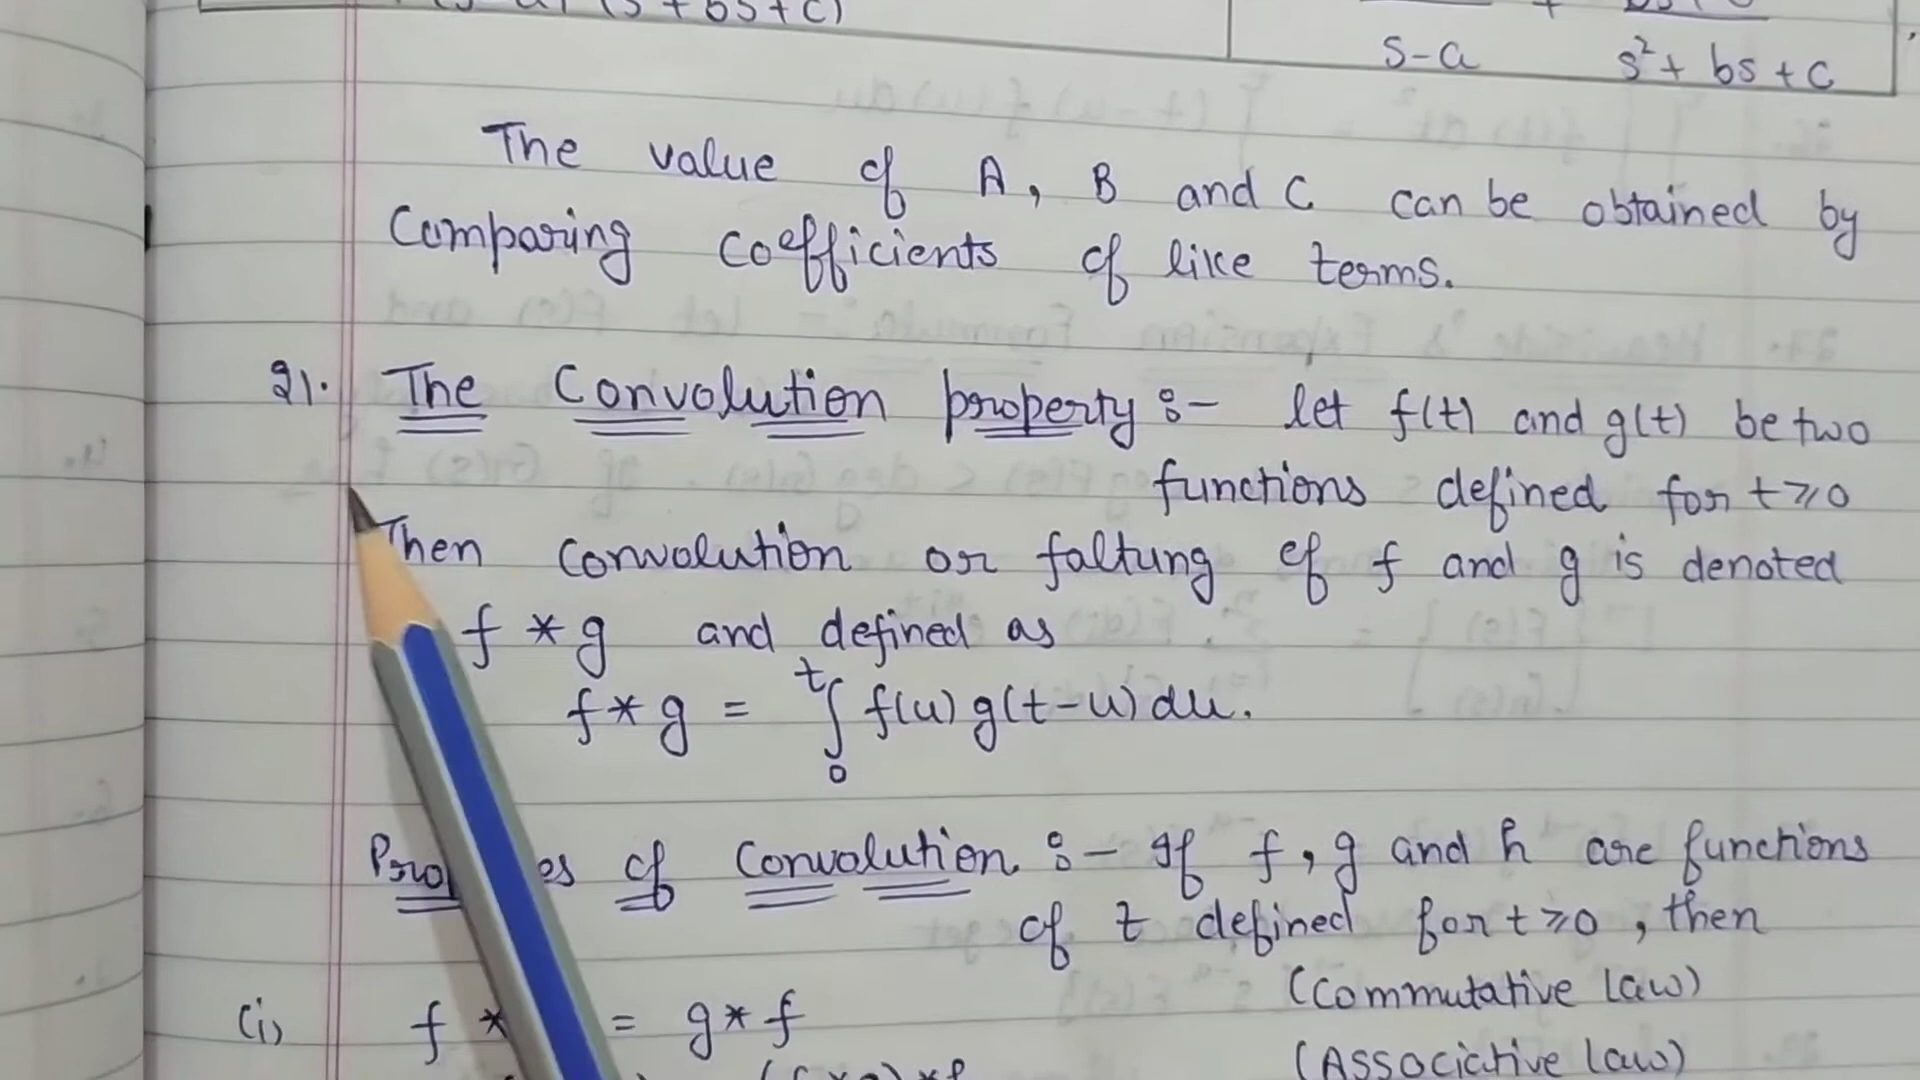 s-a s² + bs + c
The value of A, B and C can be obtained by
Comparing Coefficients of like terms.
21. The Convolution property :- let f(t) and g(t) be two
functions defined for t ⩾ 0
Then Convolution or faltung of f and g is denoted
f * g and defined as
f * g = ∫₀ᵗ f(u) g(t-u) du.
of Convolution :- If f, g and h are functions
of t defined for t ⩾ 0, then
(i) f * = g * f (Commutative law)
(Associative law)